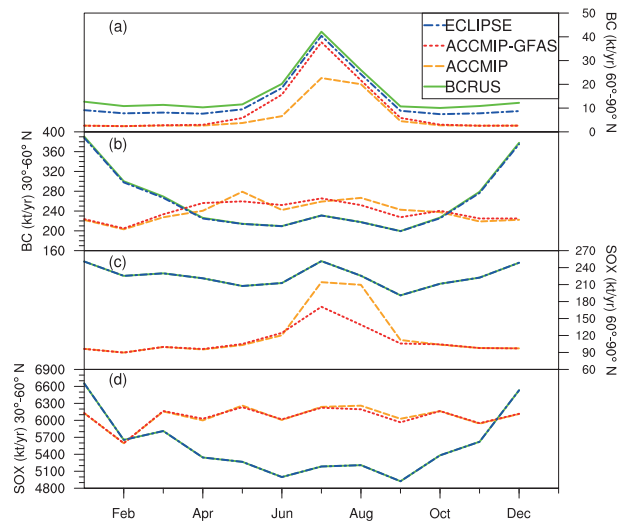 (a)
ECLIPSE
ACCMIP-GFAS
ACCMIP
BCRUS
50
40
30
20
10
0
BC (kt/yr) 60°-90° N
(b)
400
360
320
280
240
200
160
BC (kt/yr) 30°-60° N
(c)
270
240
210
180
150
120
90
60
SOX (kt/yr) 60°-90° N
(d)
6900
6600
6300
6000
5700
5400
5100
4800
SOX (kt/yr) 30°-60° N
Feb Apr Jun Aug Oct Dec